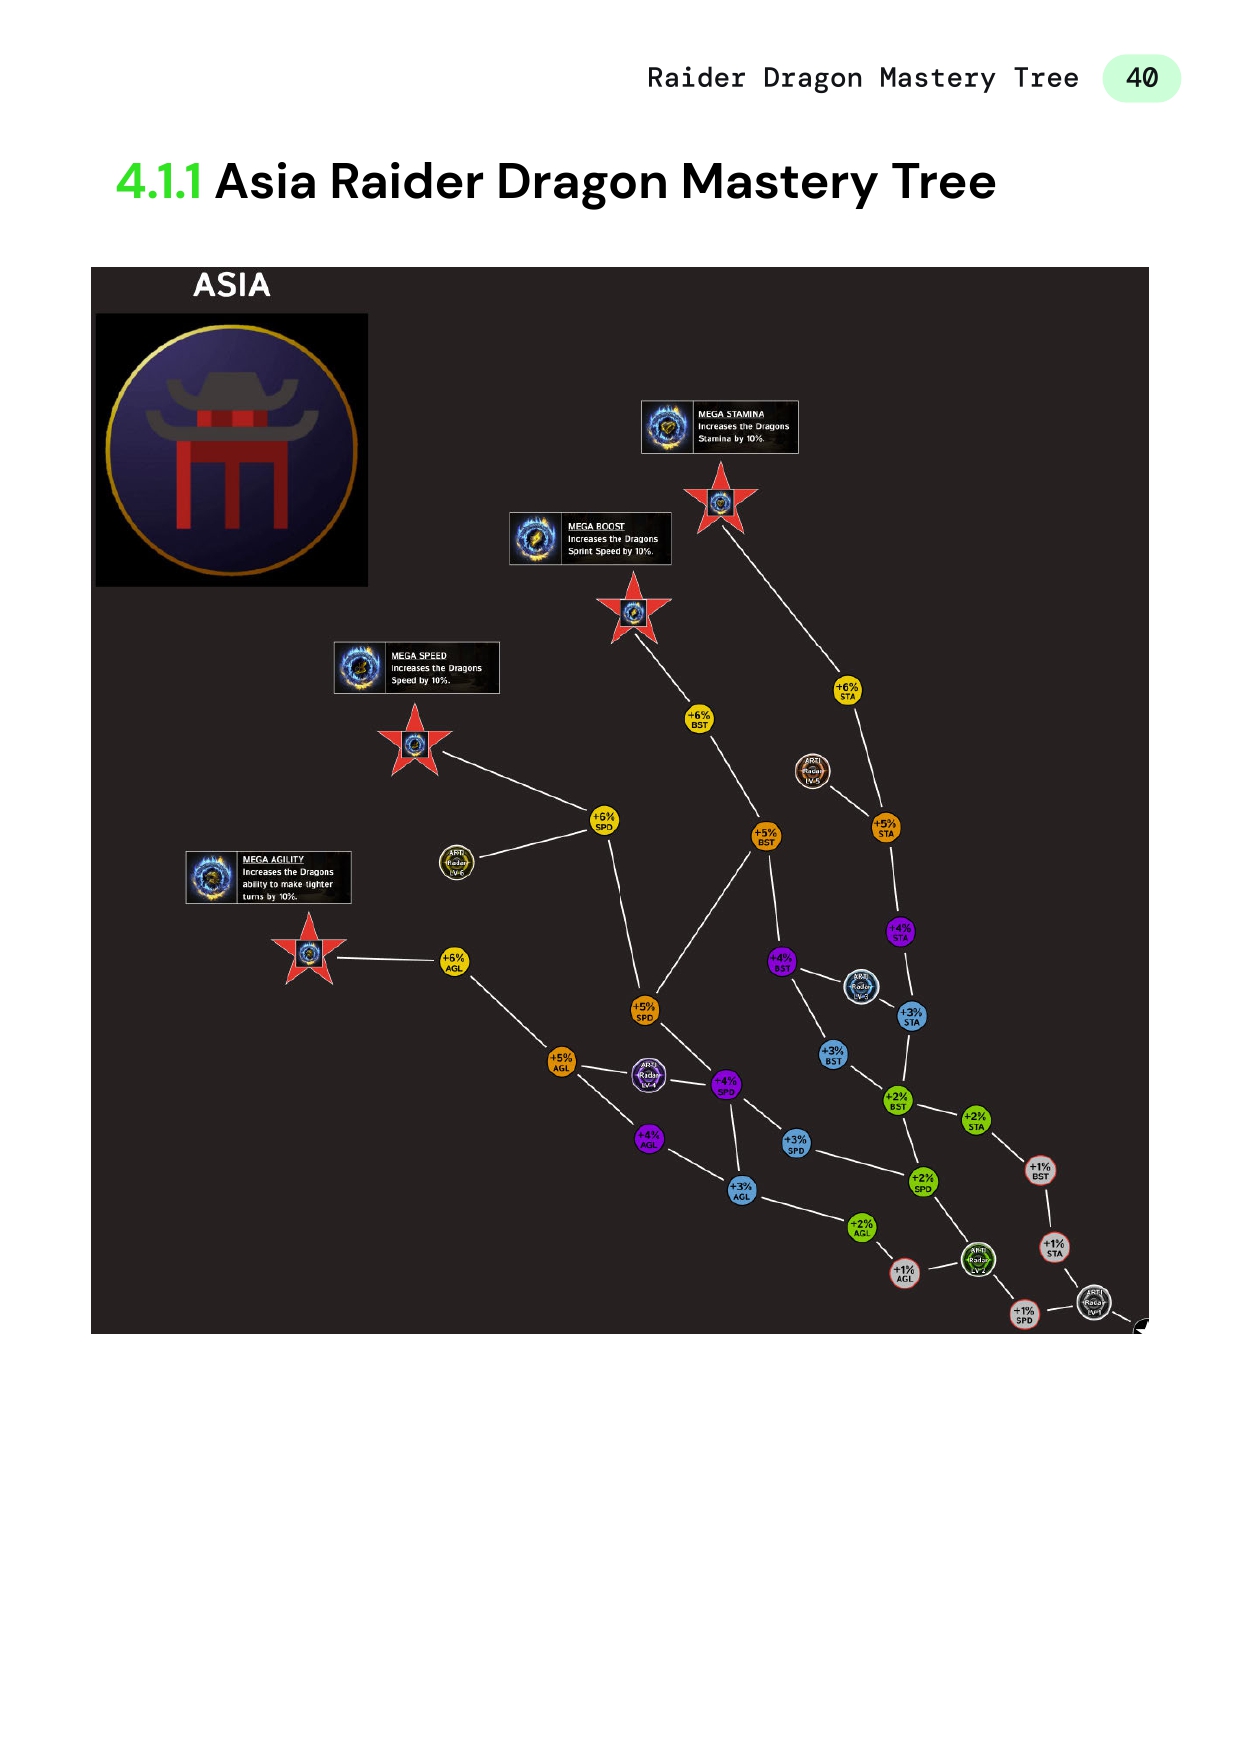 Raider Dragon Mastery Tree 40
4.1.1 Asia Raider Dragon Mastery Tree
ASIA
MEGA STAMINA
Increases the Dragons
Stamina by 10%.
MEGA BOOST
Increases the Dragons
Sprint Speed by 10%.
MEGA SPEED
Increases the Dragons
Speed by 10%.
+6%
STA
+6%
BST
ARTI
Radar
LV-5
+6%
SPD
+5%
STA
+5%
BST
MEGA AGILITY
Increases the Dragons
ability to make tighter
turns by 10%.
ARTI
Radar
LV-6
+4%
STA
+6%
AGL
+4%
BST
ARTI
Radar
LV-3
+5%
SPD
+3%
STA
+5%
AGL
+3%
BST
ARTI
Radar
LV-4
+4%
SPD
+2%
BST
+2%
STA
+4%
AGL
+3%
SPD
+1%
BST
+3%
AGL
+2%
SPD
+2%
AGL
+1%
STA
ARTI
Radar
LV-2
+1%
AGL
+1%
SPD
ARTI
Radar
LV-1